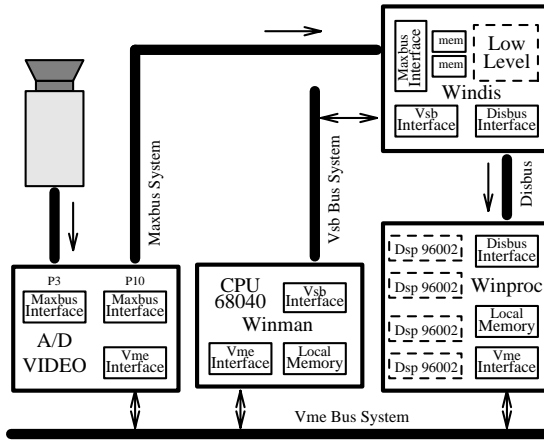 Maxbus
Interface
mem
mem
Low
Level
Windis
Vsb
Interface
Disbus
Interface
Maxbus System
Vsb Bus System
Disbus
P3
P10
Maxbus
Interface
Maxbus
Interface
A/D
VIDEO
Vme
Interface
CPU
68040
Vsb
Interface
Winman
Vme
Interface
Local
Memory
Dsp 96002
Dsp 96002
Dsp 96002
Dsp 96002
Disbus
Interface
Winproc
Local
Memory
Vme
Interface
Vme Bus System